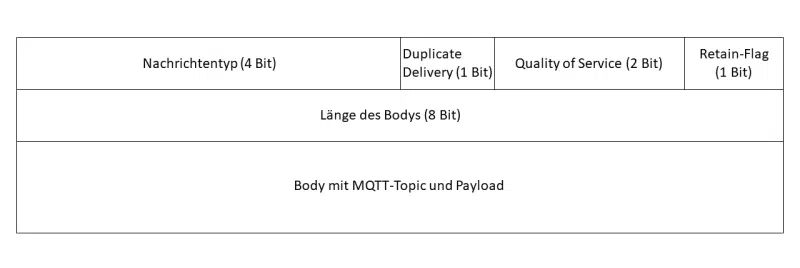 Nachrichtentyp (4 Bit)
Duplicate
Delivery (1 Bit)
Quality of Service (2 Bit)
Retain-Flag
(1 Bit)
Länge des Bodys (8 Bit)
Body mit MQTT-Topic und Payload